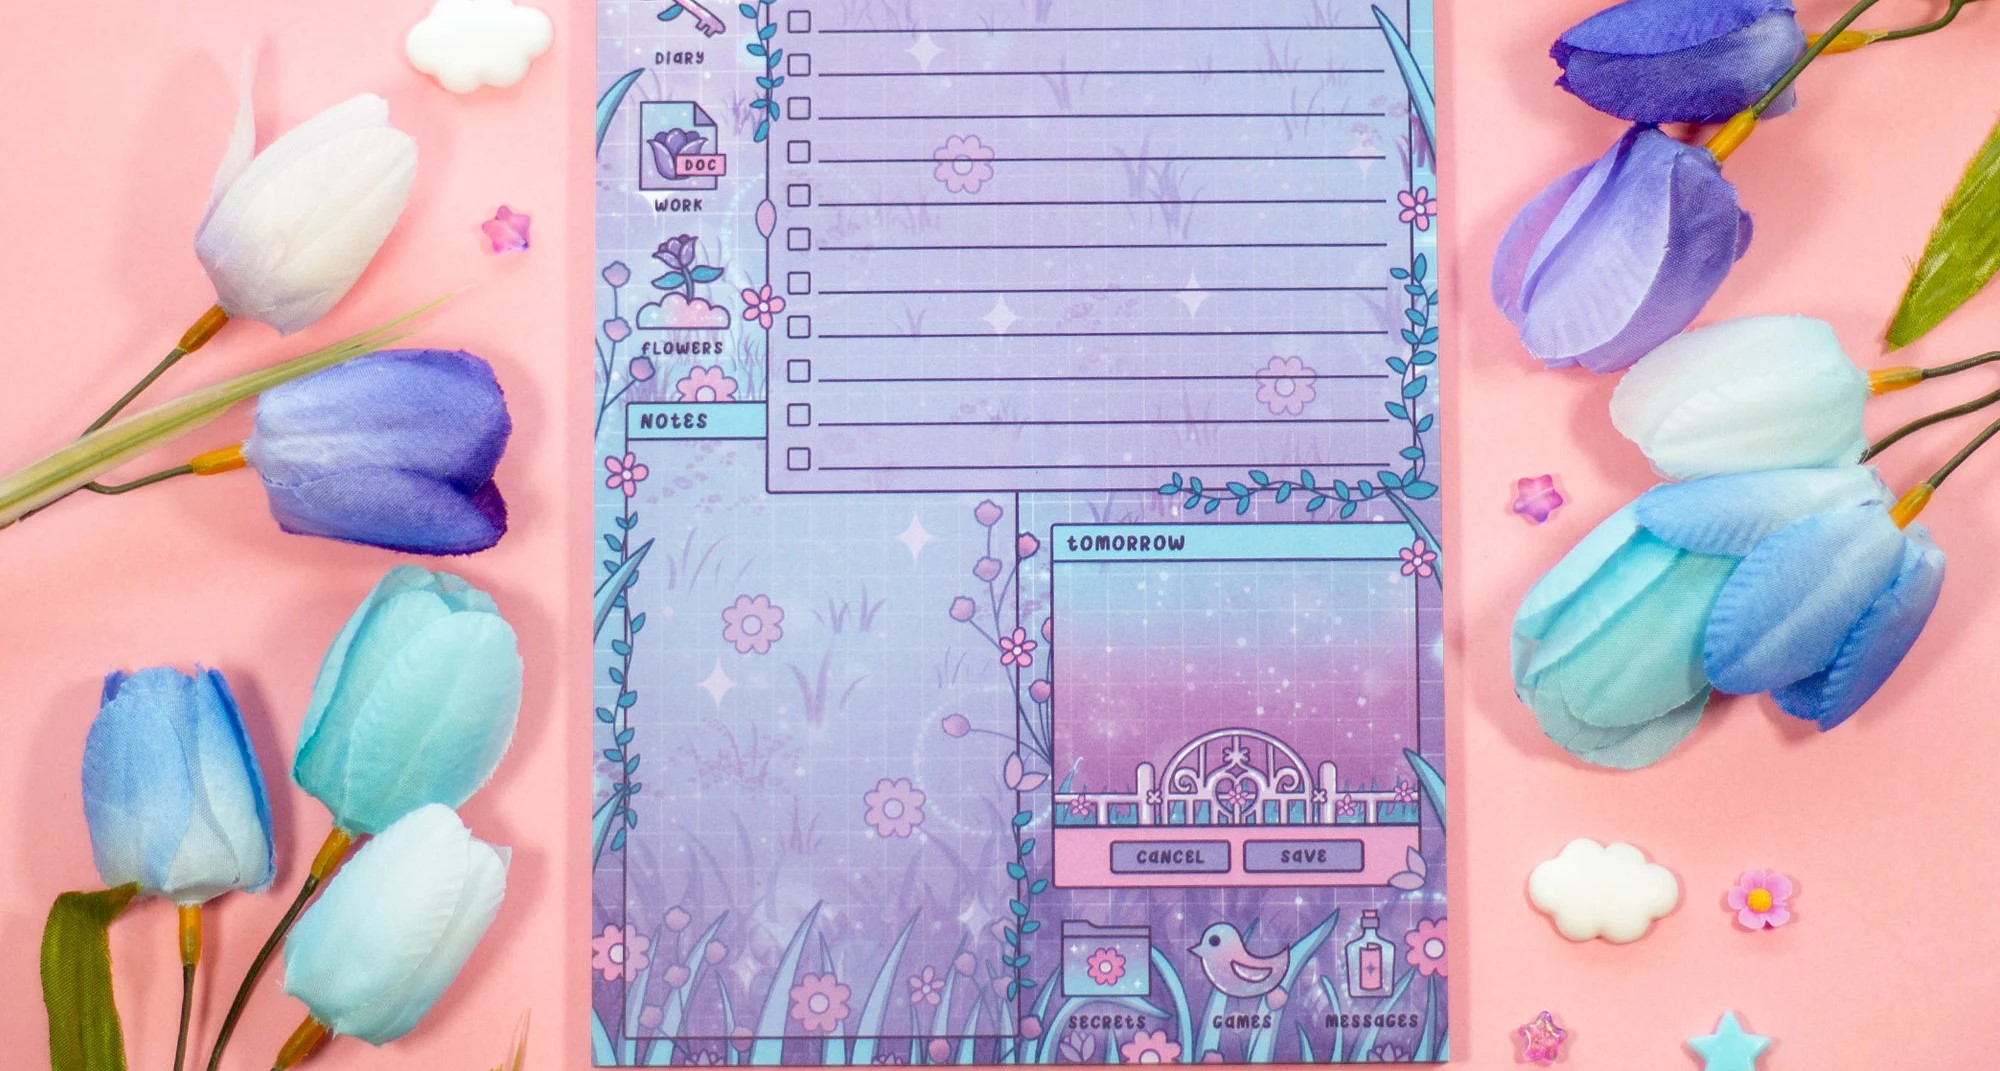 DIARY
DOC
WORK
FLOWERS
NOTES
TOMORROW
CANCEL
SAVE
SECRETS
GAMES
MESSAGES